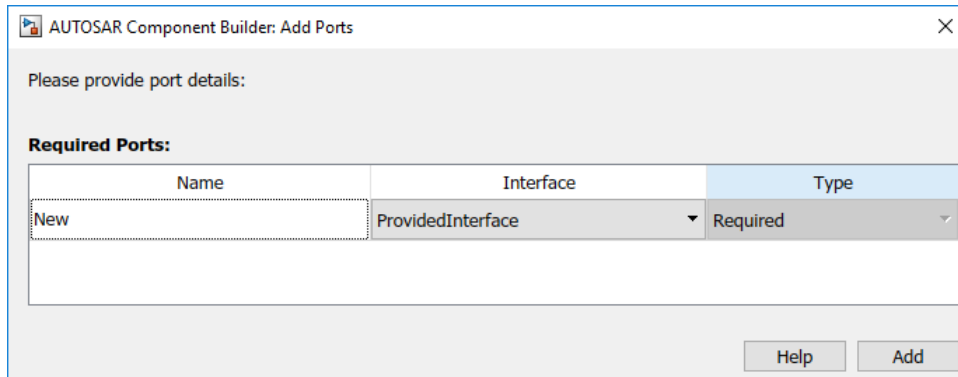 AUTOSAR Component Builder: Add Ports
Please provide port details:
Required Ports:
Name Interface Type
New ProvidedInterface Required
Help Add